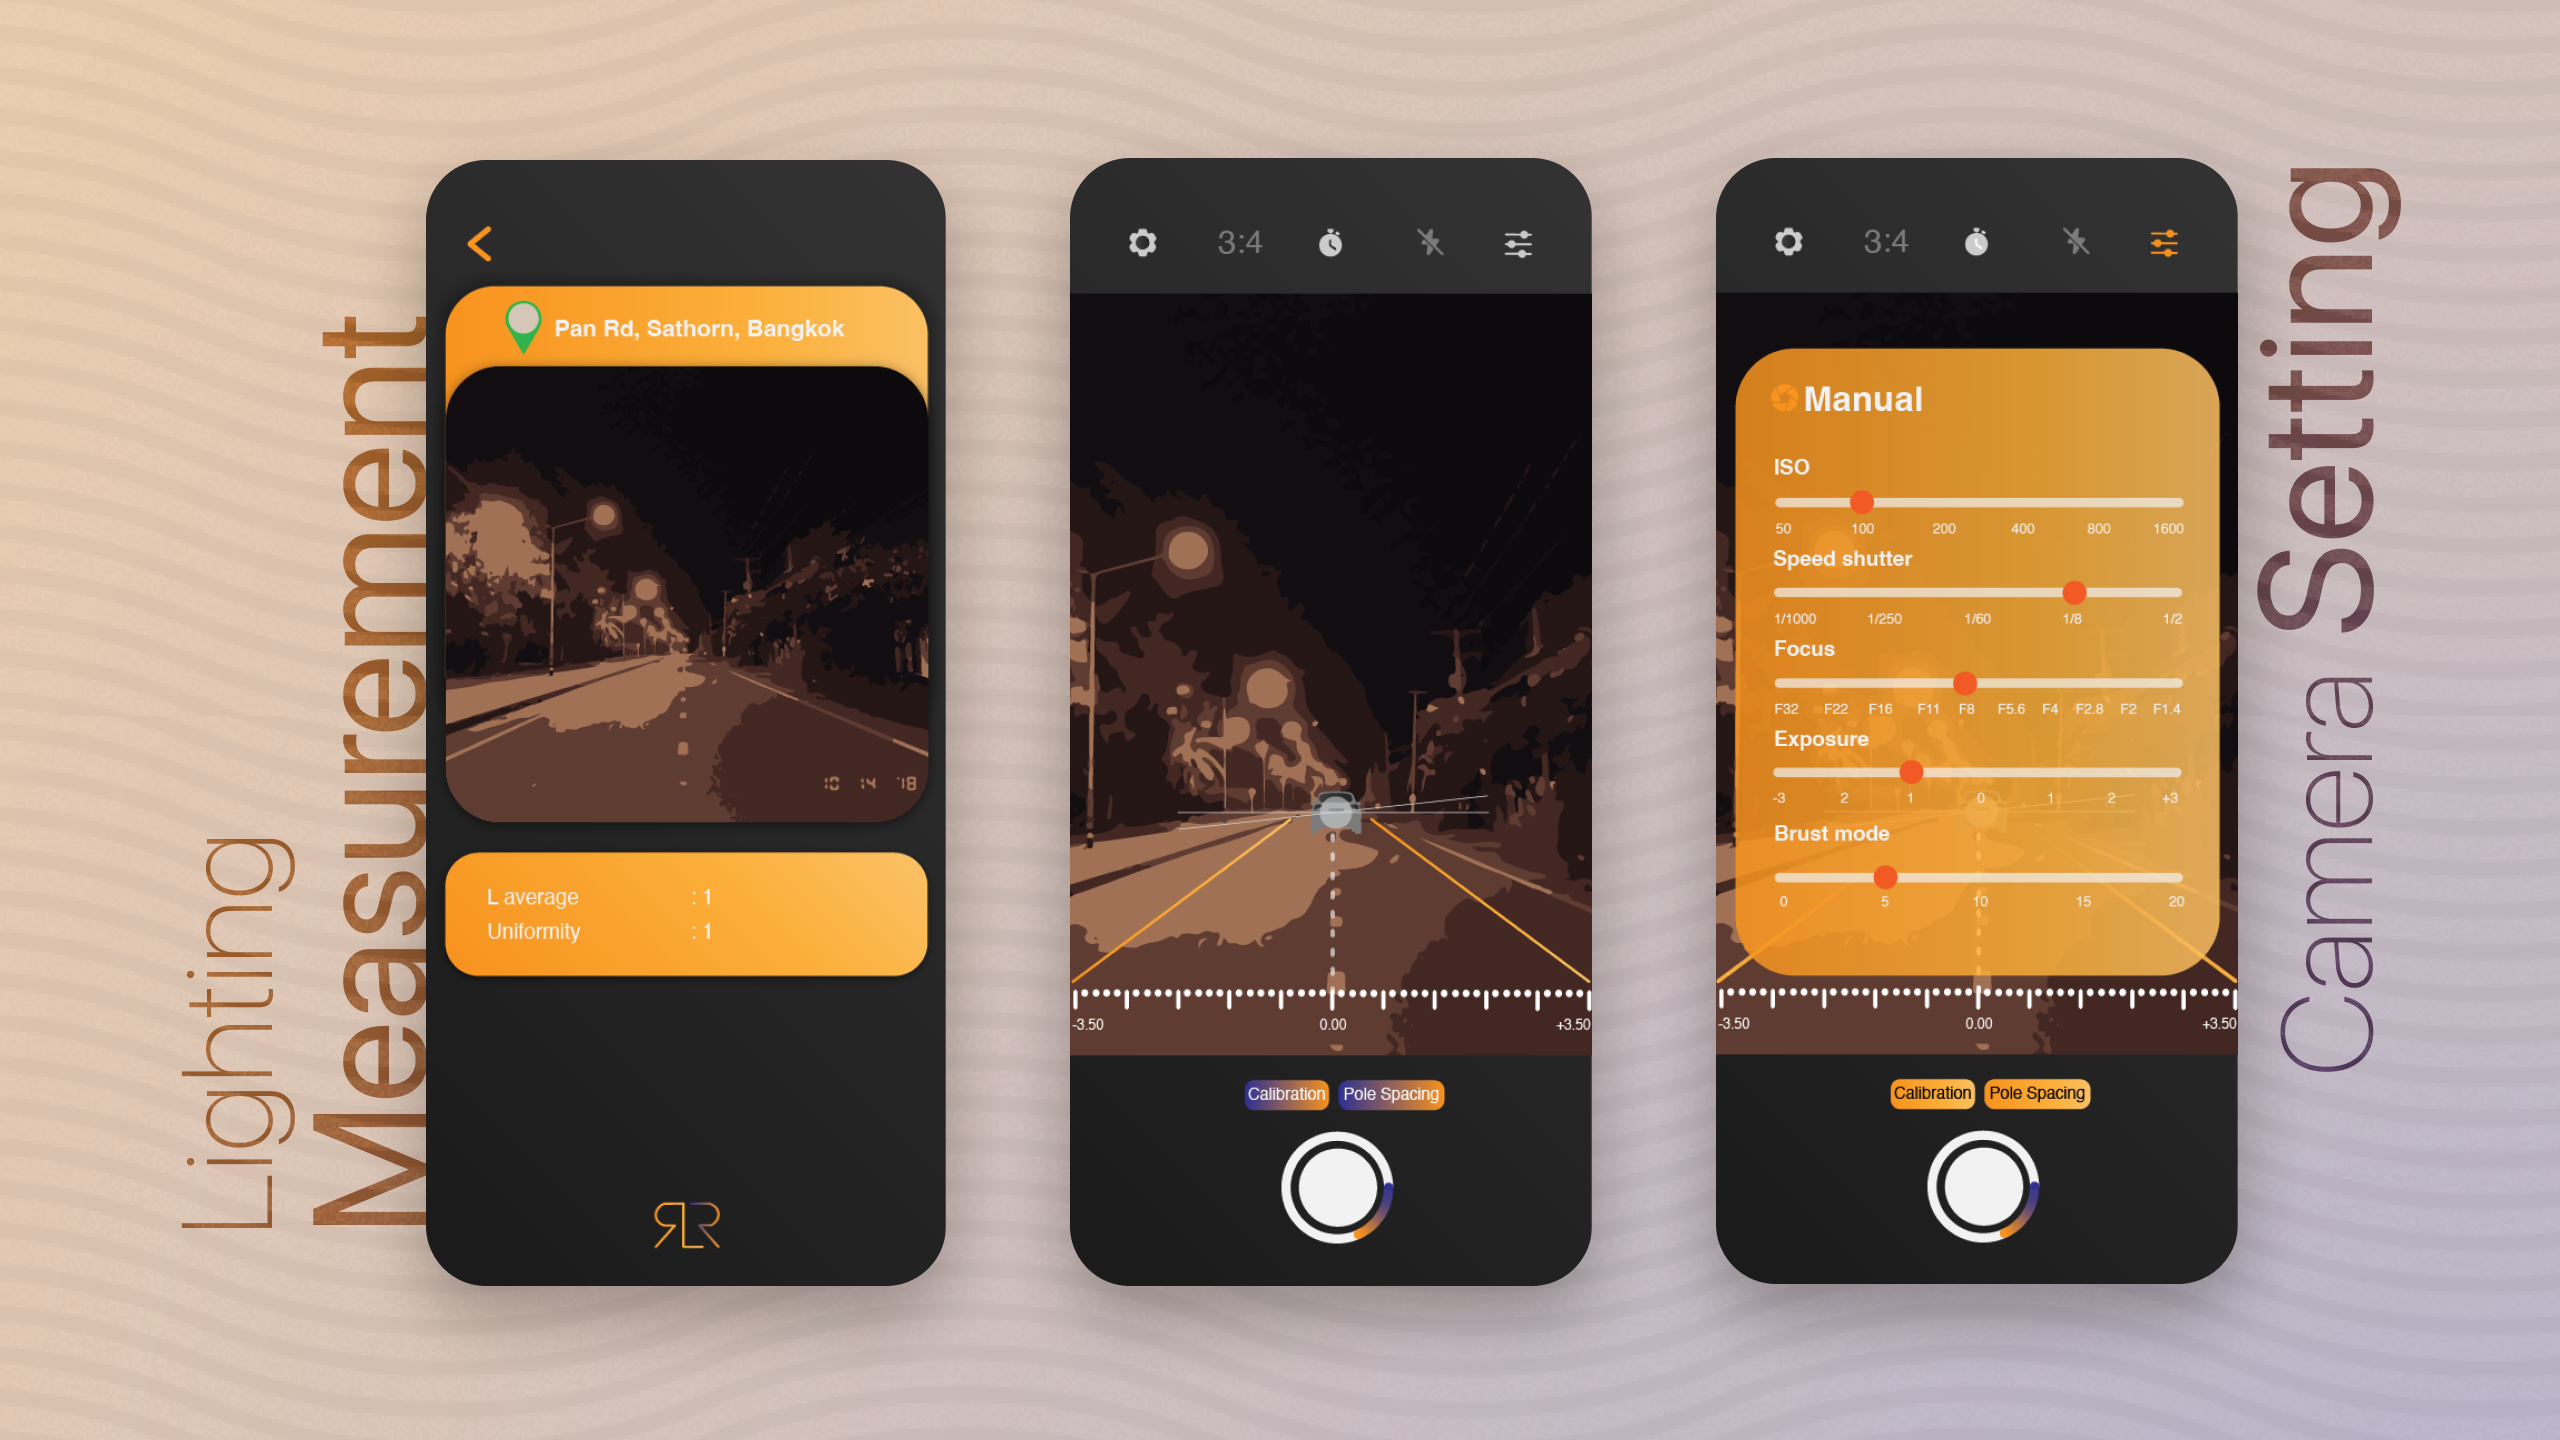 Lighting
Measurement
Pan Rd, Sathorn, Bangkok
10 14 '18
L average : 1
Uniformity : 1
RLR
3:4
-3.50 0.00 +3.50
Calibration Pole Spacing
3:4
Manual
ISO
50 100 200 400 800 1600
Speed shutter
1/1000 1/250 1/60 1/8 1/2
Focus
F32 F22 F16 F11 F8 F5.6 F4 F2.8 F2 F1.4
Exposure
-3 2 1 0 1 2 +3
Brust mode
0 5 10 15 20
-3.50 0.00 +3.50
Calibration Pole Spacing
Camera Setting